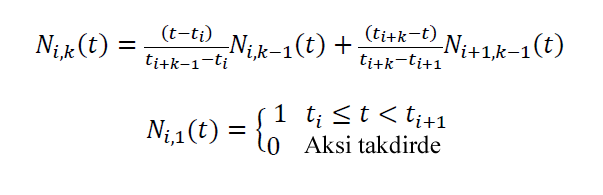 N_{i,k}(t) = \frac{(t-t_i)}{t_{i+k-1}-t_i} N_{i,k-1}(t) + \frac{(t_{i+k}-t)}{t_{i+k}-t_{i+1}} N_{i+1,k-1}(t)
N_{i,1}(t) = \begin{cases} 1 & t_i \leq t < t_{i+1} \\ 0 & \text{Aksi takdirde} \end{cases}